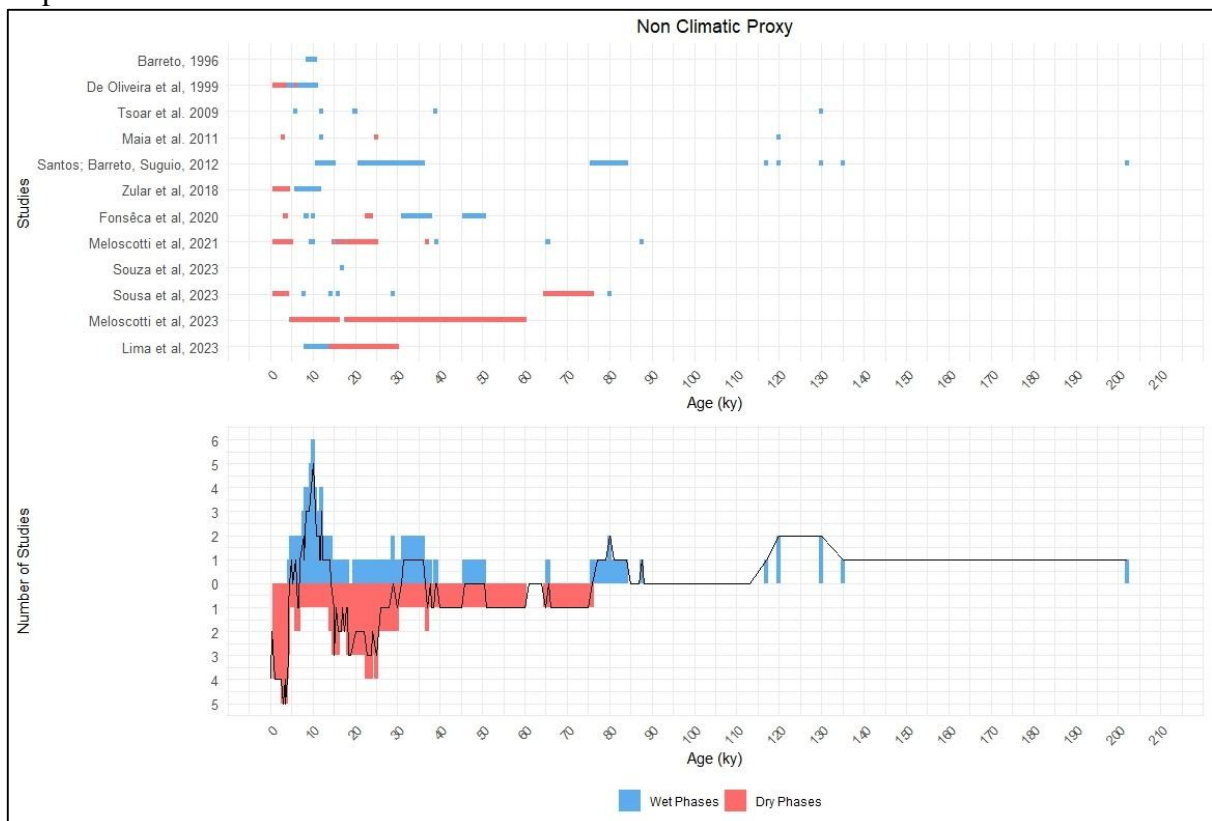 Non Climatic Proxy
Barreto, 1996
De Oliveira et al, 1999
Tsoar et al. 2009
Maia et al. 2011
Santos; Barreto, Suguio, 2012
Zular et al, 2018
Fonsêca et al, 2020
Meloscotti et al, 2021
Souza et al, 2023
Sousa et al, 2023
Meloscotti et al, 2023
Lima et al, 2023
Studies
0 10 20 30 40 50 60 70 80 90 100 110 120 130 140 150 160 170 180 190 200 210
Age (ky)
6
5
4
3
2
1
0
1
2
3
4
5
Number of Studies
0 10 20 30 40 50 60 70 80 90 100 110 120 130 140 150 160 170 180 190 200 210
Age (ky)
Wet Phases Dry Phases